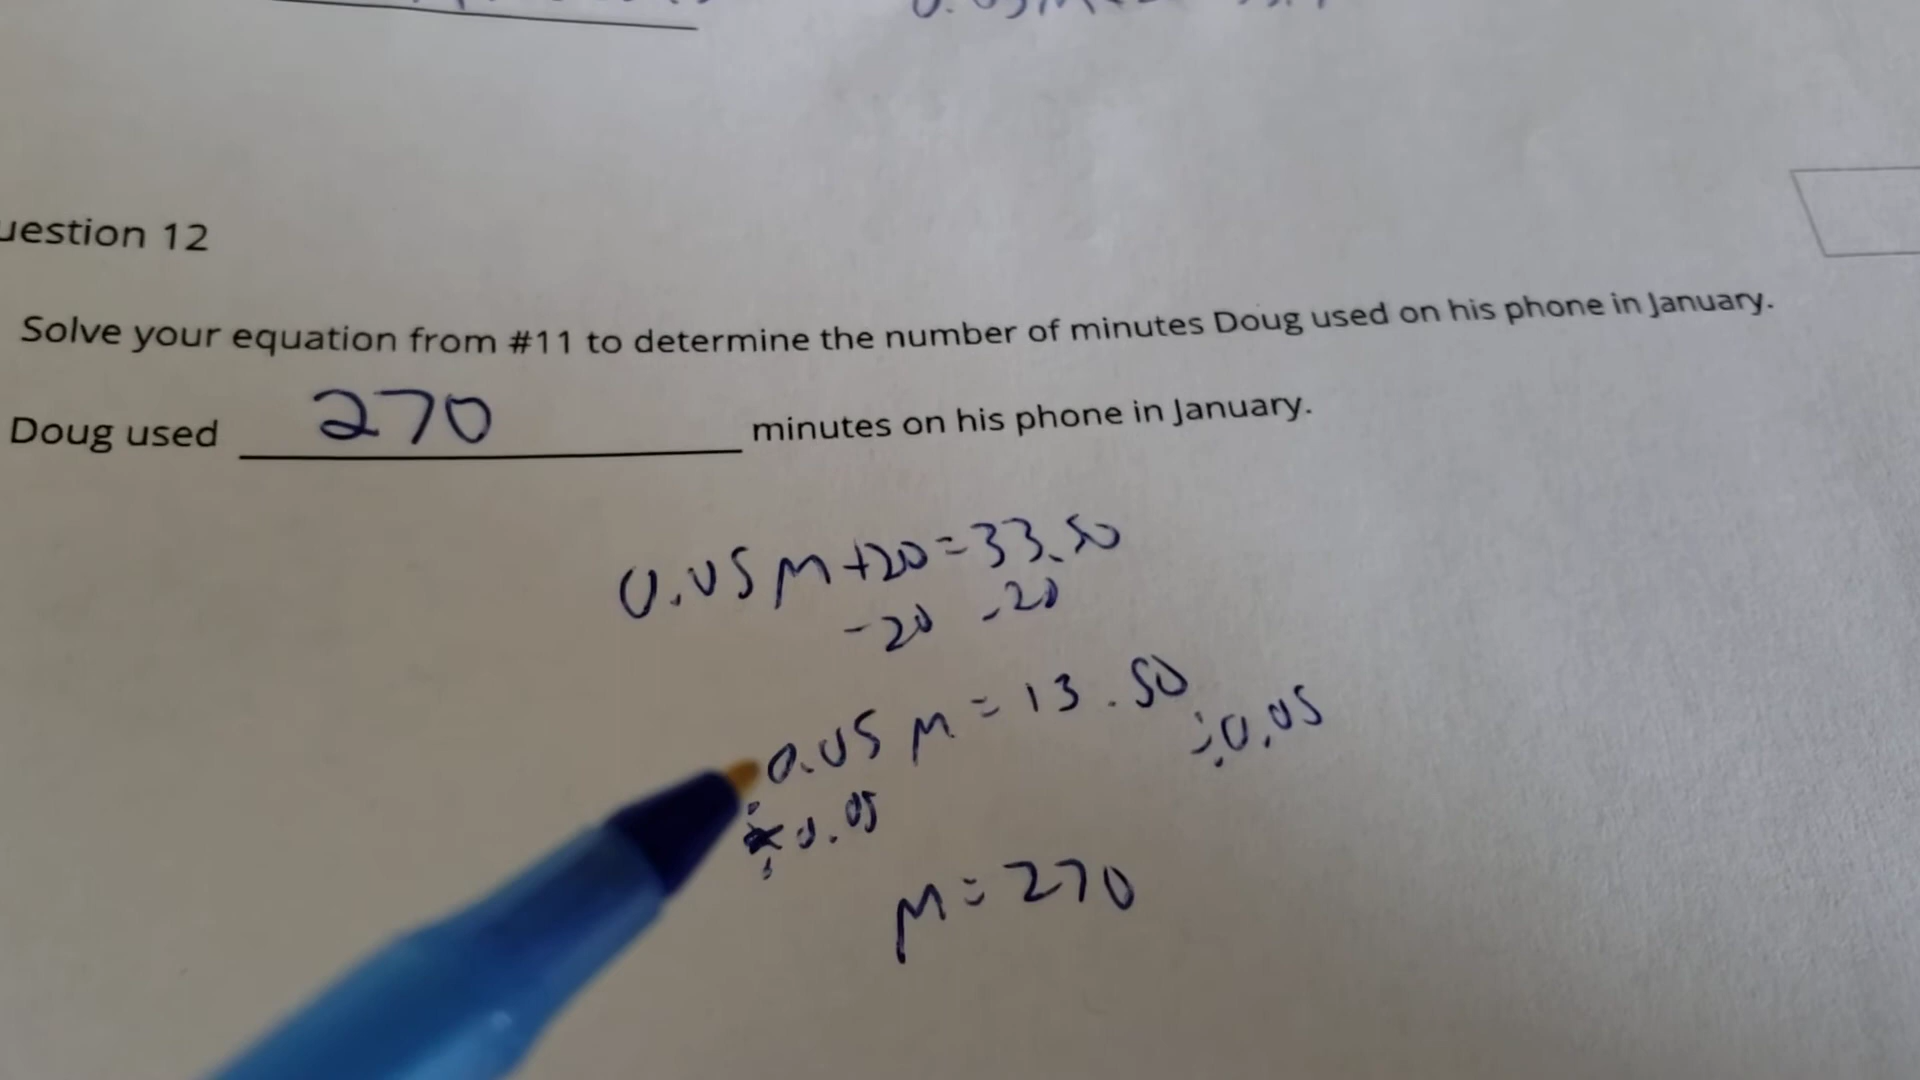 uestion 12
Solve your equation from #11 to determine the number of minutes Doug used on his phone in January.
Doug used 270 minutes on his phone in January.
0.05m+20=33.50
-20 -20
0.05m=13.50
÷0.05
÷0.05
m=270